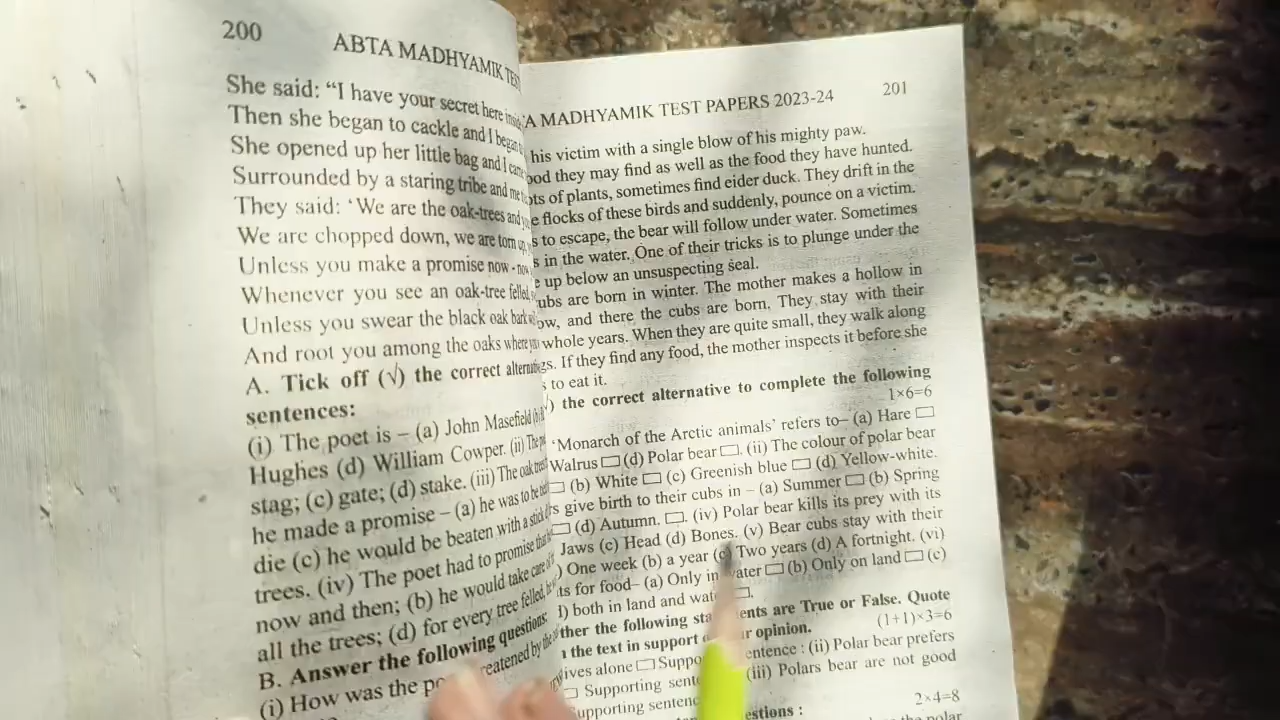 200
ABTA MADHYAMIK
She said: “I have your secret here
Then she began to cackle and I began
She opened up her little bag and I came
Surrounded by a staring tribe and me
They said: ‘We are the oak-trees and
We are chopped down, we are torn up,
Unless you make a promise now - now
Whenever you see an oak-tree felled,
Unless you swear the black oak bark
And root you among the oaks where
A. Tick off (√) the correct
sentences:
(i) The poet is – (a) John Masefield
Hughes (d) William Cowper. (ii) The
stag; (c) gate; (d) stake. (iii) The oak
he made a promise – (a) he was to be
die (c) he would be beaten with a stick
trees. (iv) The poet had to promise
now and then; (b) he would take care
all the trees; (d) for every tree felled,
B. Answer the following questions:
(i) How was the by the
A MADHYAMIK TEST PAPERS 2023-24
201
his victim with a single blow of his mighty paw.
they may find as well as the food they have hunted.
of plants, sometimes find eider duck. They drift in the
flocks of these birds and suddenly, pounce on a victim.
to escape, the bear will follow under water. Sometimes
in the water. One of their tricks is to plunge under the
up below an unsuspecting seal.
are born in winter. The mother makes a hollow in
and there the cubs are born. They stay with their
whole years. When they are quite small, they walk along
If they find any food, the mother inspects it before she
to eat it.
) the correct alternative to complete the following
1×6=6
‘Monarch of the Arctic animals’ refers to– (a) Hare □
Walrus □ (d) Polar bear □. (ii) The colour of polar bear
□ (b) White □ (c) Greenish blue □ (d) Yellow-white.
give birth to their cubs in – (a) Summer □ (b) Spring
□ (d) Autumn. □. (iv) Polar bear kills its prey with its
Jaws (c) Head (d) Bones. (v) Bear cubs stay with their
) One week (b) a year (c) Two years (d) A fortnight. (vi)
for food– (a) Only in water □ (b) Only on land □ (c)
) both in land and □.
the following are True or False. Quote
the text in support opinion.
(1+1)×3=6
alone □ : (ii) Polar bear prefers
□ Supporting (iii) Polars bear are not good
2×4=8